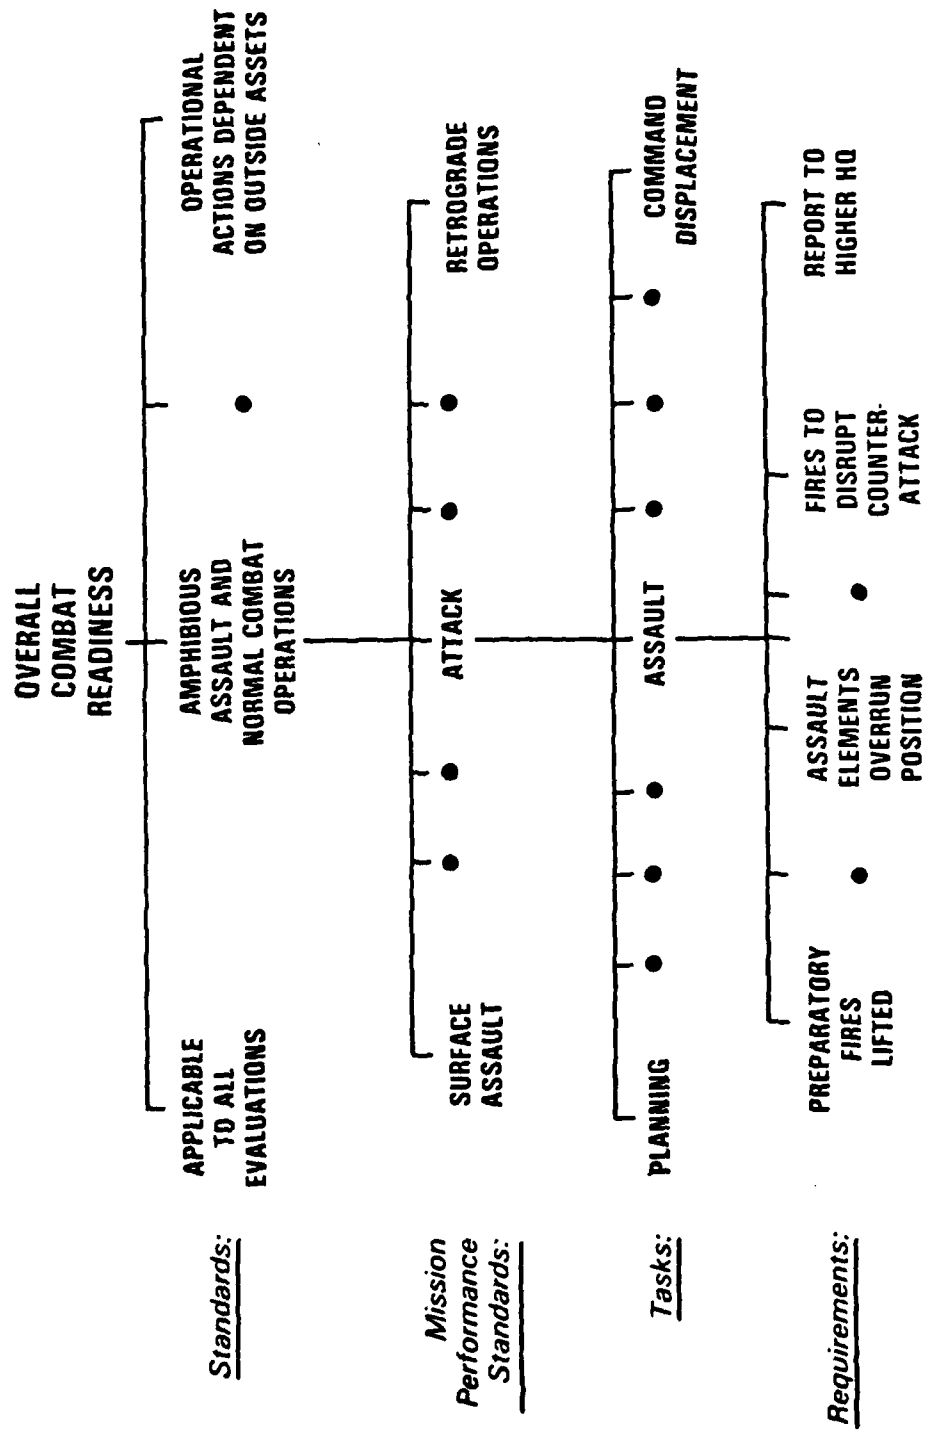 OVERALL
COMBAT
READINESS
Standards:
APPLICABLE
TO ALL
EVALUATIONS
AMPHIBIOUS
ASSAULT AND
NORMAL COMBAT
OPERATIONS
OPERATIONAL
ACTIONS DEPENDENT
ON OUTSIDE ASSETS
Mission
Performance
Standards:
SURFACE
ASSAULT
ATTACK
RETROGRADE
OPERATIONS
Tasks:
PLANNING
ASSAULT
COMMAND
DISPLACEMENT
Requirements:
PREPARATORY
FIRES
LIFTED
ASSAULT
ELEMENTS
OVERRUN
POSITION
FIRES TO
DISRUPT
COUNTER-
ATTACK
REPORT TO
HIGHER HQ